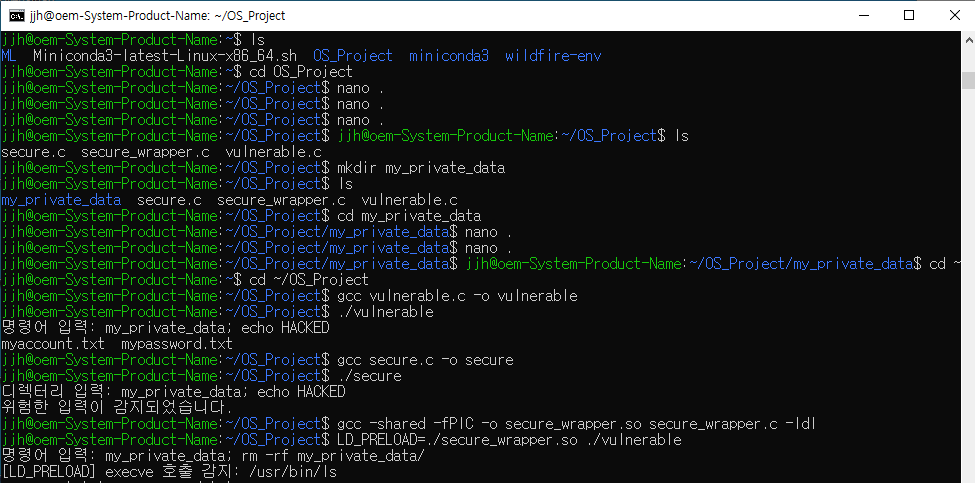 jjh@oem-System-Product-Name: ~/OS_Project
jjh@oem-System-Product-Name:~$ ls
ML  Miniconda3-latest-Linux-x86_64.sh  OS_Project  miniconda3  wildfire-env
jjh@oem-System-Product-Name:~$ cd OS_Project
jjh@oem-System-Product-Name:~/OS_Project$ nano .
jjh@oem-System-Product-Name:~/OS_Project$ nano .
jjh@oem-System-Product-Name:~/OS_Project$ nano .
jjh@oem-System-Product-Name:~/OS_Project$ jjh@oem-System-Product-Name:~/OS_Project$ ls
secure.c  secure_wrapper.c  vulnerable.c
jjh@oem-System-Product-Name:~/OS_Project$ mkdir my_private_data
jjh@oem-System-Product-Name:~/OS_Project$ ls
my_private_data  secure.c  secure_wrapper.c  vulnerable.c
jjh@oem-System-Product-Name:~/OS_Project$ cd my_private_data
jjh@oem-System-Product-Name:~/OS_Project/my_private_data$ nano .
jjh@oem-System-Product-Name:~/OS_Project/my_private_data$ nano .
jjh@oem-System-Product-Name:~/OS_Project/my_private_data$ jjh@oem-System-Product-Name:~/OS_Project/my_private_data$ cd ~
jjh@oem-System-Product-Name:~$ cd ~/OS_Project
jjh@oem-System-Product-Name:~/OS_Project$ gcc vulnerable.c -o vulnerable
jjh@oem-System-Product-Name:~/OS_Project$ ./vulnerable
명령어 입력: my_private_data; echo HACKED
myaccount.txt  mypassword.txt
jjh@oem-System-Product-Name:~/OS_Project$ gcc secure.c -o secure
jjh@oem-System-Product-Name:~/OS_Project$ ./secure
디렉터리 입력: my_private_data; echo HACKED
위험한 입력이 감지되었습니다.
jjh@oem-System-Product-Name:~/OS_Project$ gcc -shared -fPIC -o secure_wrapper.so secure_wrapper.c -ldl
jjh@oem-System-Product-Name:~/OS_Project$ LD_PRELOAD=./secure_wrapper.so ./vulnerable
명령어 입력: my_private_data; rm -rf my_private_data/
[LD_PRELOAD] execve 호출 감지: /usr/bin/ls